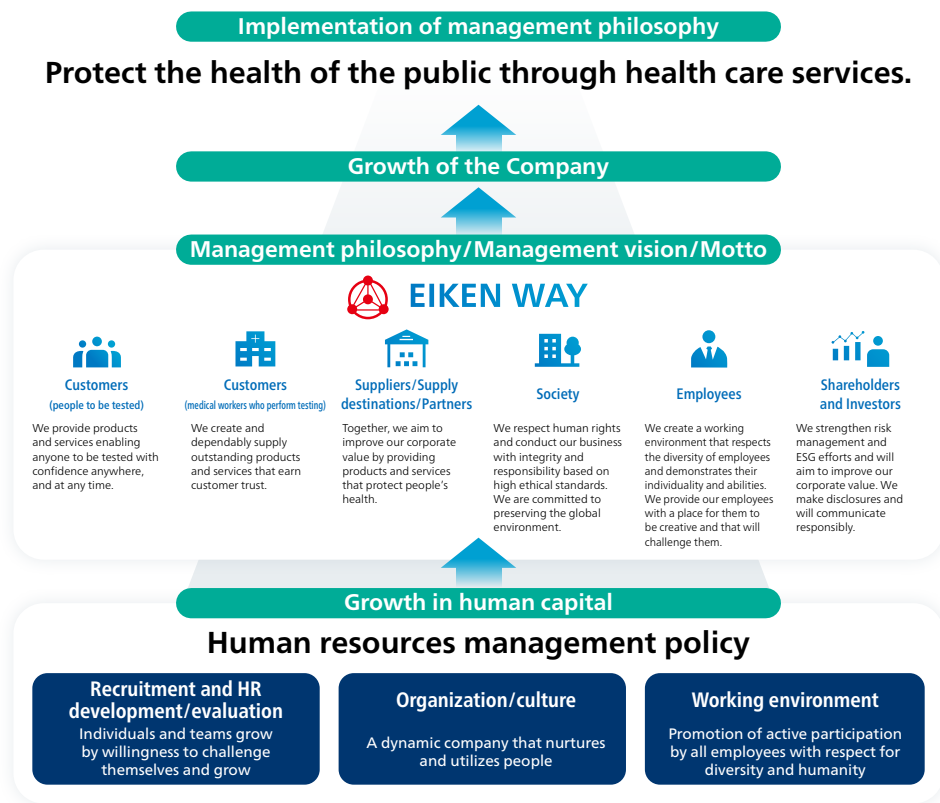 Implementation of management philosophy
Protect the health of the public through health care services.
Growth of the Company
Management philosophy/Management vision/Motto
EIKEN WAY
Customers
(people to be tested)
We provide products
and services enabling
anyone to be tested with
confidence anywhere,
and at any time.
Customers
(medical workers who perform testing)
We create and
dependably supply
outstanding products
and services that earn
customer trust.
Suppliers/Supply
destinations/Partners
Together, we aim to
improve our corporate
value by providing
products and services
that protect people's
health.
Society
We respect human rights
and conduct our business
with integrity and
responsibility based on
high ethical standards.
We are committed to
preserving the global
environment.
Employees
We create a working
environment that respects
the diversity of employees
and demonstrates their
individuality and abilities.
We provide our employees
with a place for them to
be creative and that will
challenge them.
Shareholders
and Investors
We strengthen risk
management and
ESG efforts and will
aim to improve our
corporate value. We
make disclosures and
will communicate
responsibly.
Growth in human capital
Human resources management policy
Recruitment and HR
development/evaluation
Individuals and teams grow
by willingness to challenge
themselves and grow
Organization/culture
A dynamic company that nurtures
and utilizes people
Working environment
Promotion of active participation
by all employees with respect for
diversity and humanity